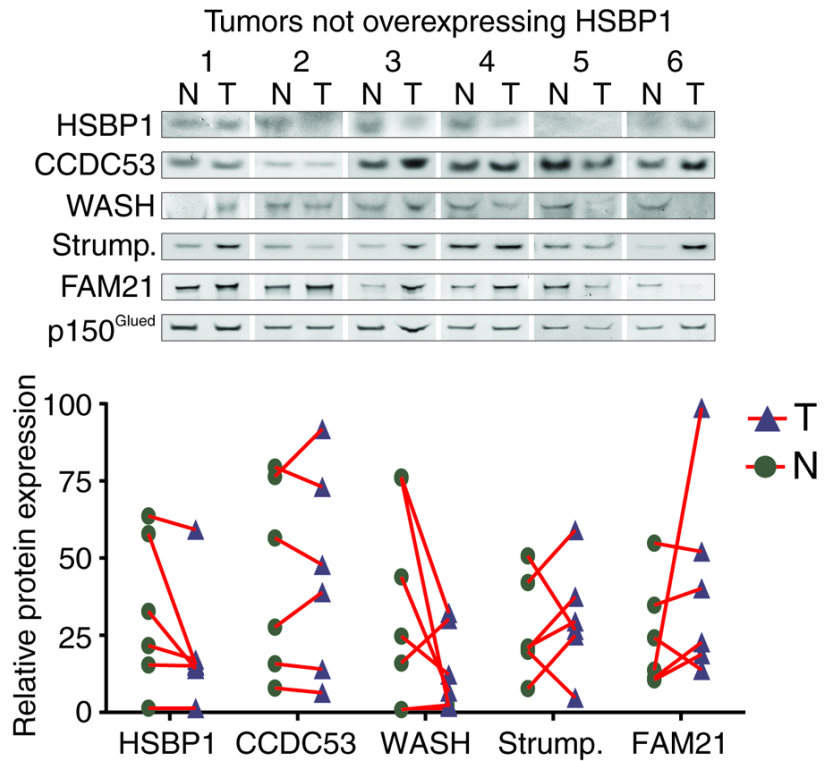 Tumors not overexpressing HSBP1
1 2 3 4 5 6
N T N T N T N T N T N T
HSBP1
CCDC53
WASH
Strump.
FAM21
p150Glued
Relative protein expression
100
75
50
25
0
HSBP1 CCDC53 WASH Strump. FAM21
T
N